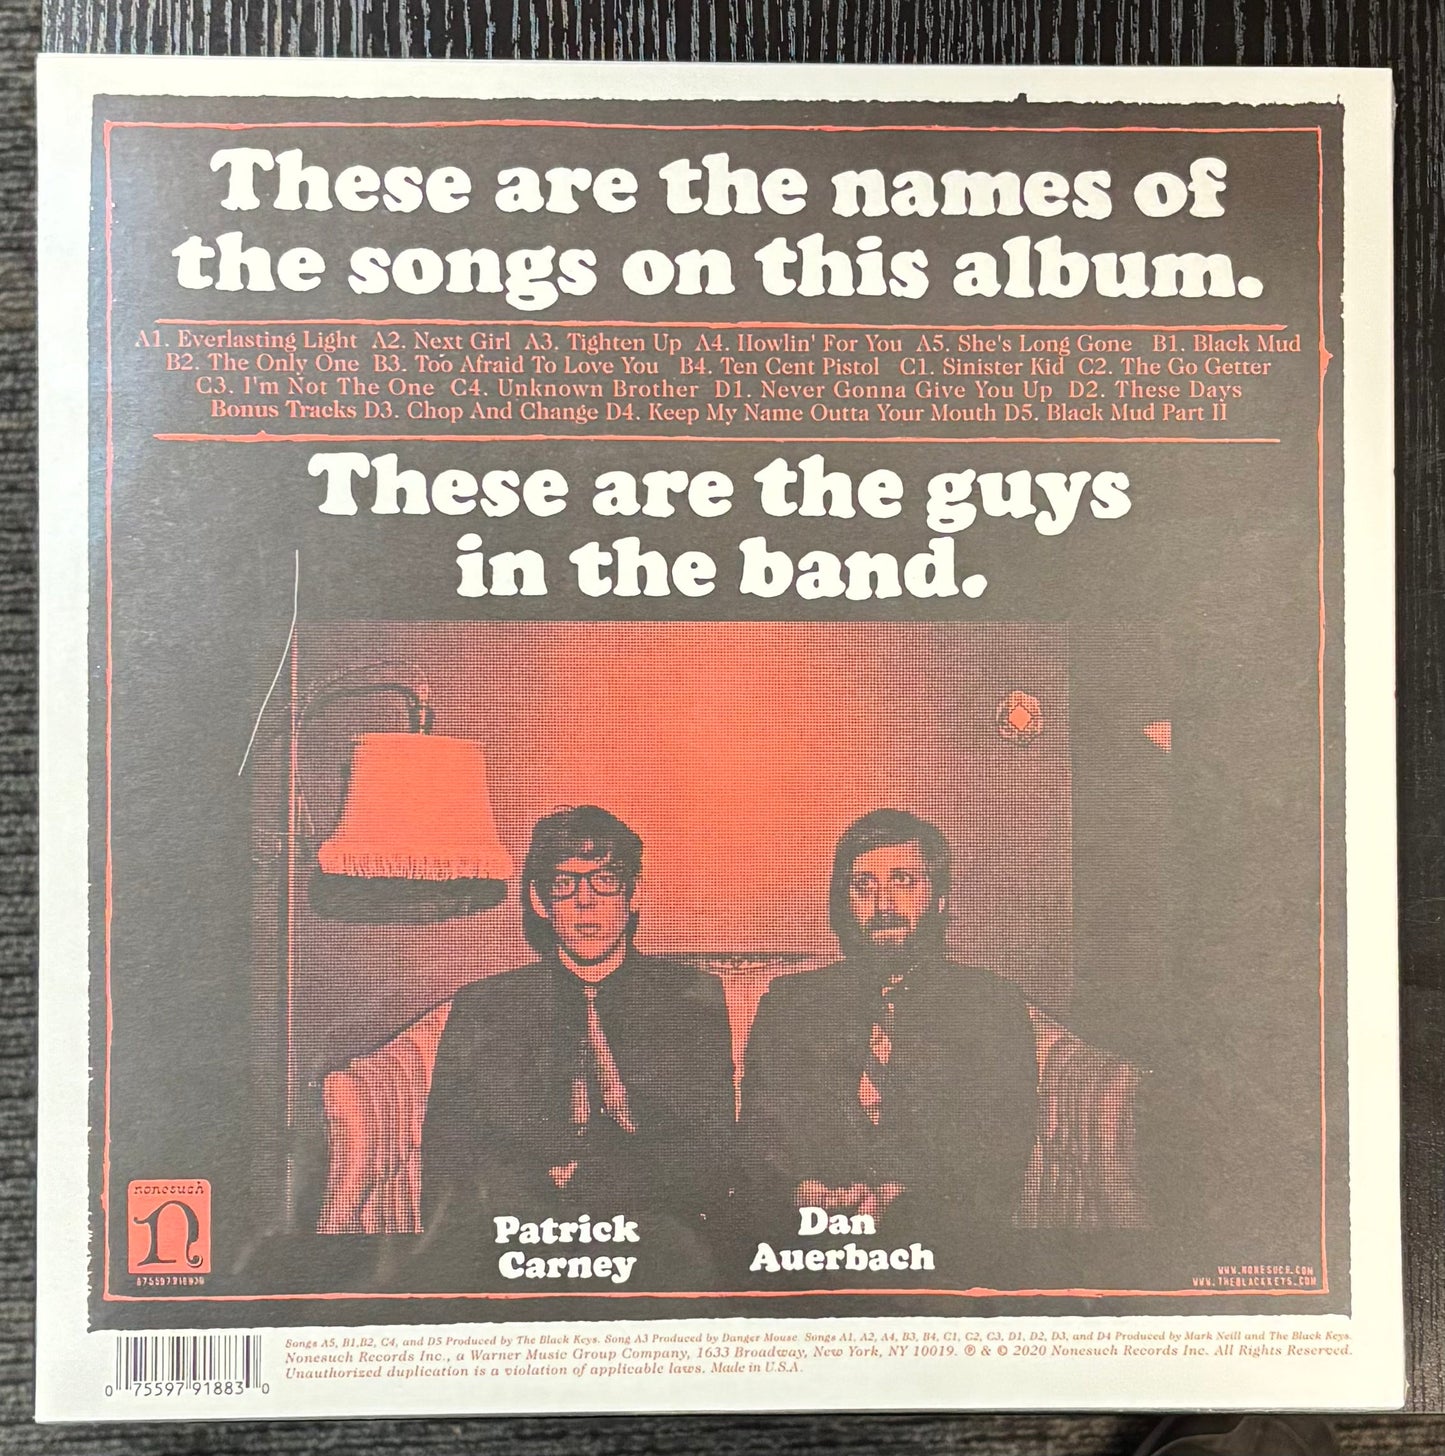 These are the names of
the songs on this album.
A1. Everlasting Light A2. Next Girl A3. Tighten Up A4. Howlin' For You A5. She's Long Gone B1. Black Mud
B2. The Only One B3. Too Afraid To Love You B4. Ten Cent Pistol C1. Sinister Kid C2. The Go Getter
C3. I'm Not The One C4. Unknown Brother D1. Never Gonna Give You Up D2. These Days
Bonus Tracks D3. Chop And Change D4. Keep My Name Outta Your Mouth D5. Black Mud Part II
These are the guys
in the band.
Patrick
Carney
Dan
Auerbach
nonesuch
n
WWW.NONESUCH.COM
WWW.THEBLACKKEYS.COM
Songs A5, B1,B2, C4, and D5 Produced by The Black Keys. Song A3 Produced by Danger Mouse. Songs A1, A2, A4, B3, B4, C1, C2, C3, D1, D2, D3, and D4 Produced by Mark Neill and The Black Keys.
Nonesuch Records Inc., a Warner Music Group Company, 1633 Broadway, New York, NY 10019. ℗ & © 2020 Nonesuch Records Inc. All Rights Reserved.
Unauthorized duplication is a violation of applicable laws. Made in U.S.A.
0 75597 91883 0